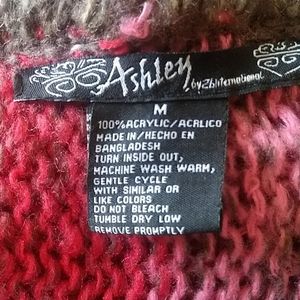 Ashley
by 26 International
M
100% ACRYLIC/ACRLICO
MADE IN/HECHO EN
BANGLADESH
TURN INSIDE OUT,
MACHINE WASH WARM,
GENTLE CYCLE
WITH SIMILAR OR
LIKE COLORS
DO NOT BLEACH
TUMBLE DRY LOW
REMOVE PROMPTLY